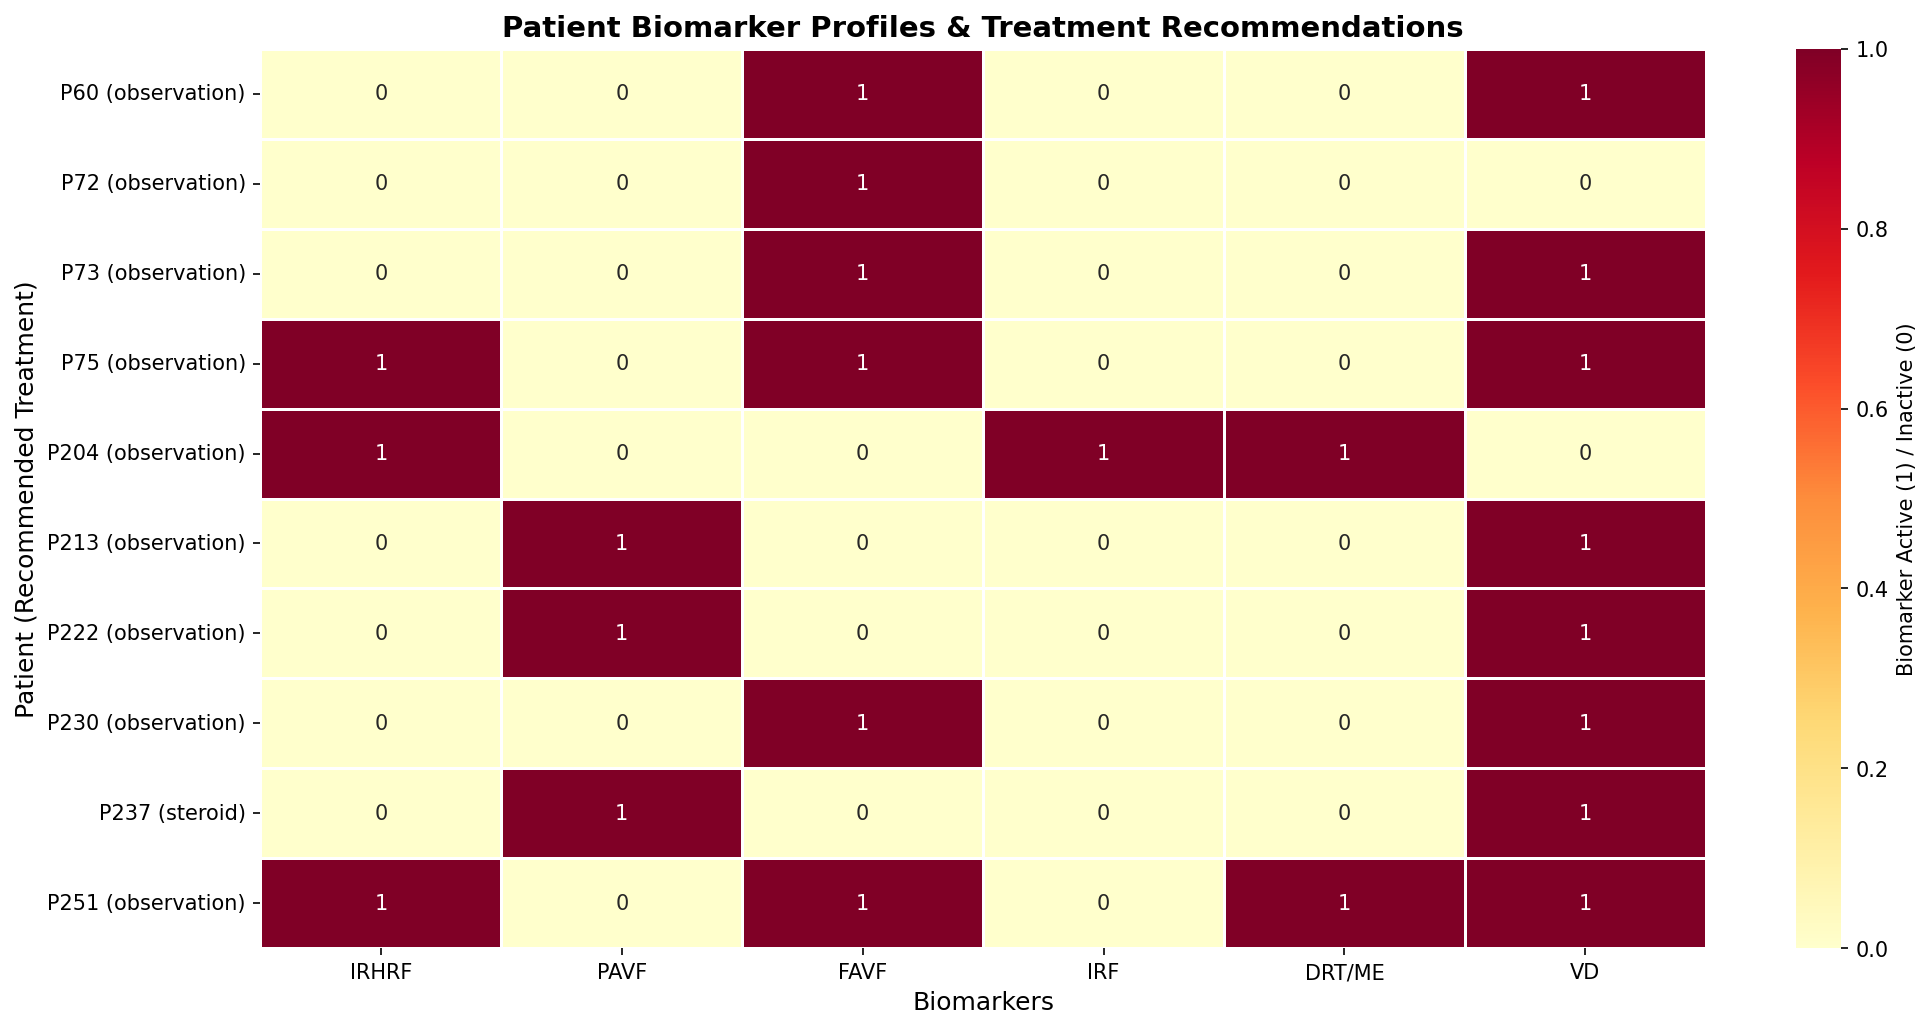 Patient Biomarker Profiles & Treatment Recommendations
Patient (Recommended Treatment)
P60 (observation) 0 0 1 0 0 1
P72 (observation) 0 0 1 0 0 0
P73 (observation) 0 0 1 0 0 1
P75 (observation) 1 0 1 0 0 1
P204 (observation) 1 0 0 1 1 0
P213 (observation) 0 1 0 0 0 1
P222 (observation) 0 1 0 0 0 1
P230 (observation) 0 0 1 0 0 1
P237 (steroid) 0 1 0 0 0 1
P251 (observation) 1 0 1 0 1 1
IRHRF PAVF FAVF IRF DRT/ME VD
Biomarkers
1.0
0.8
0.6
0.4
0.2
0.0
Biomarker Active (1) / Inactive (0)